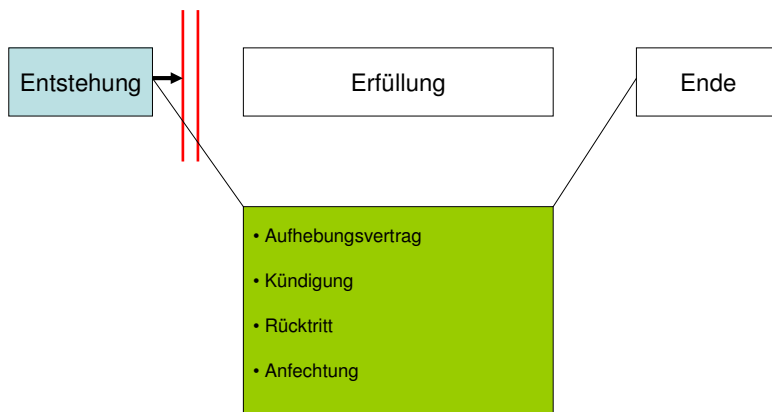 Entstehung
Erfüllung
Ende
• Aufhebungsvertrag
• Kündigung
• Rücktritt
• Anfechtung